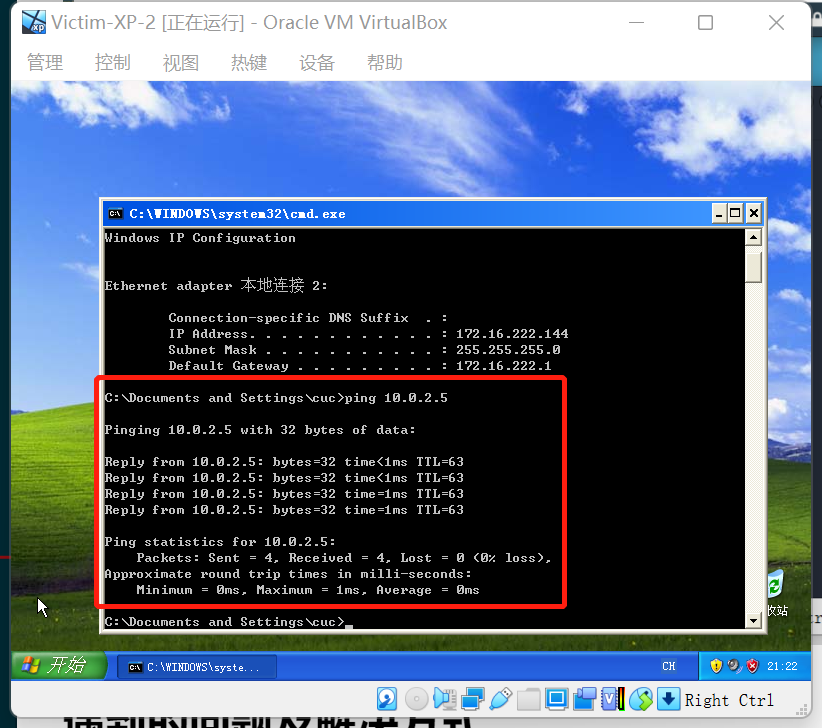 Victim-XP-2 [正在运行] - Oracle VM VirtualBox
管理 控制 视图 热键 设备 帮助
C:\WINDOWS\system32\cmd.exe
Windows IP Configuration
Ethernet adapter 本地连接 2:
Connection-specific DNS Suffix . :
IP Address. . . . . . . . . . . . : 172.16.222.144
Subnet Mask . . . . . . . . . . . : 255.255.255.0
Default Gateway . . . . . . . . . : 172.16.222.1
C:\Documents and Settings\cuc>ping 10.0.2.5
Pinging 10.0.2.5 with 32 bytes of data:
Reply from 10.0.2.5: bytes=32 time<1ms TTL=63
Reply from 10.0.2.5: bytes=32 time<1ms TTL=63
Reply from 10.0.2.5: bytes=32 time=1ms TTL=63
Reply from 10.0.2.5: bytes=32 time=1ms TTL=63
Ping statistics for 10.0.2.5:
Packets: Sent = 4, Received = 4, Lost = 0 (0% loss),
Approximate round trip times in milli-seconds:
Minimum = 0ms, Maximum = 1ms, Average = 0ms
C:\Documents and Settings\cuc>_
收站
开始 C:\WINDOWS\syste... CH 21:22
Right Ctrl